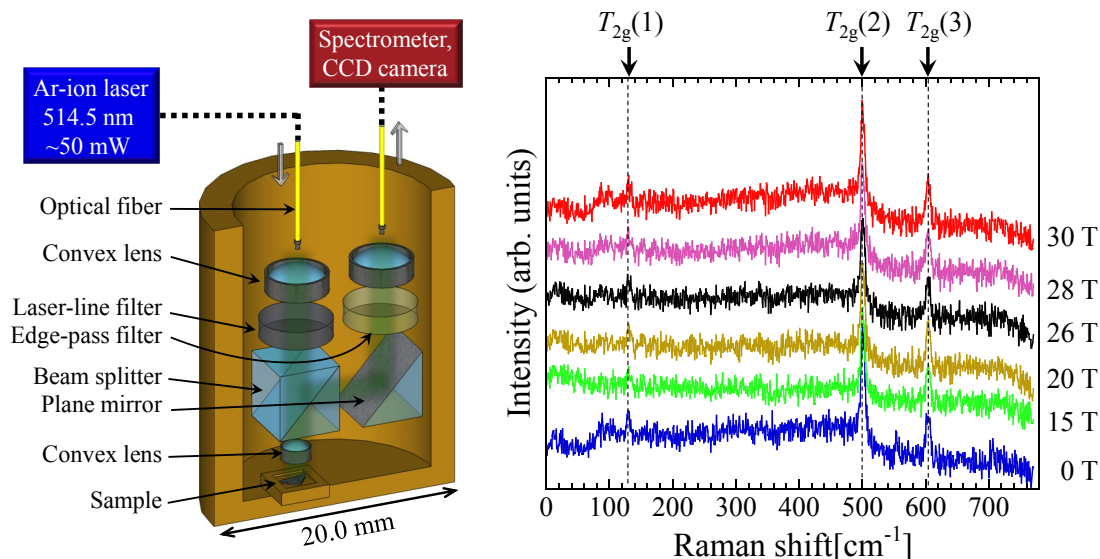 Ar-ion laser
514.5 nm
~50 mW
Spectrometer,
CCD camera
Optical fiber
Convex lens
Laser-line filter
Edge-pass filter
Beam splitter
Plane mirror
Convex lens
Sample
20.0 mm
T2g(1) T2g(2) T2g(3)
Intensity (arb. units)
30 T
28 T
26 T
20 T
15 T
0 T
0 100 200 300 400 500 600 700
Raman shift[cm⁻¹]